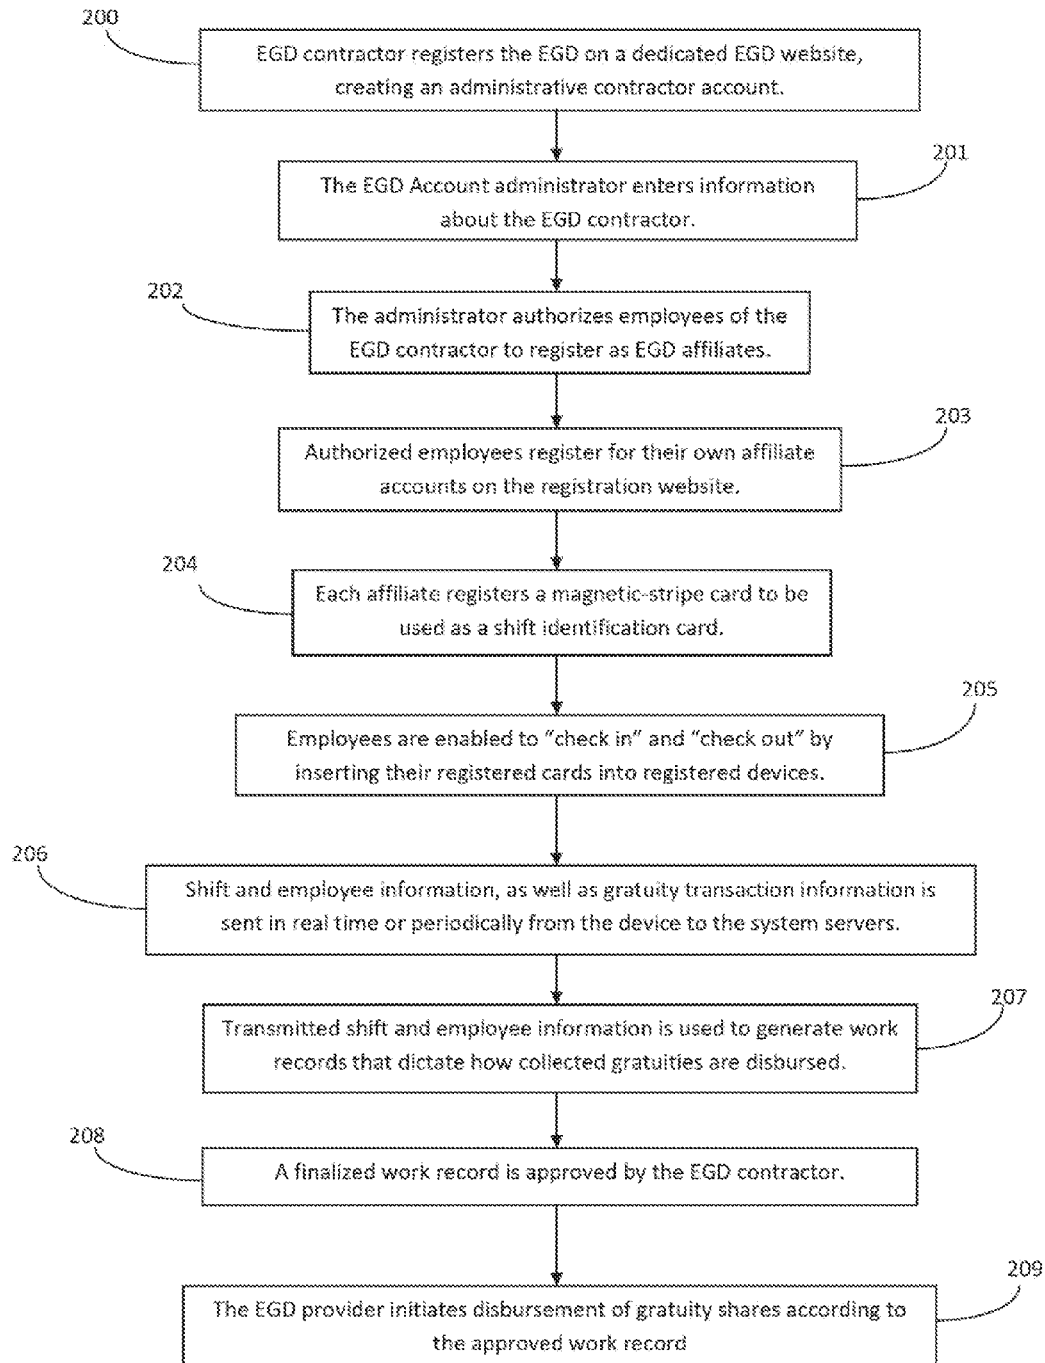 200
EGD contractor registers the EGD on a dedicated EGD website,
creating an administrative contractor account.
201
The EGD Account administrator enters information
about the EGD contractor.
202
The administrator authorizes employees of the
EGD contractor to register as EGD affiliates.
203
Authorized employees register for their own affiliate
accounts on the registration website.
204
Each affiliate registers a magnetic-stripe card to be
used as a shift identification card.
205
Employees are enabled to “check in” and “check out” by
inserting their registered cards into registered devices.
206
Shift and employee information, as well as gratuity transaction information is
sent in real time or periodically from the device to the system servers.
207
Transmitted shift and employee information is used to generate work
records that dictate how collected gratuities are disbursed.
208
A finalized work record is approved by the EGD contractor.
209
The EGD provider initiates disbursement of gratuity shares according to
the approved work record